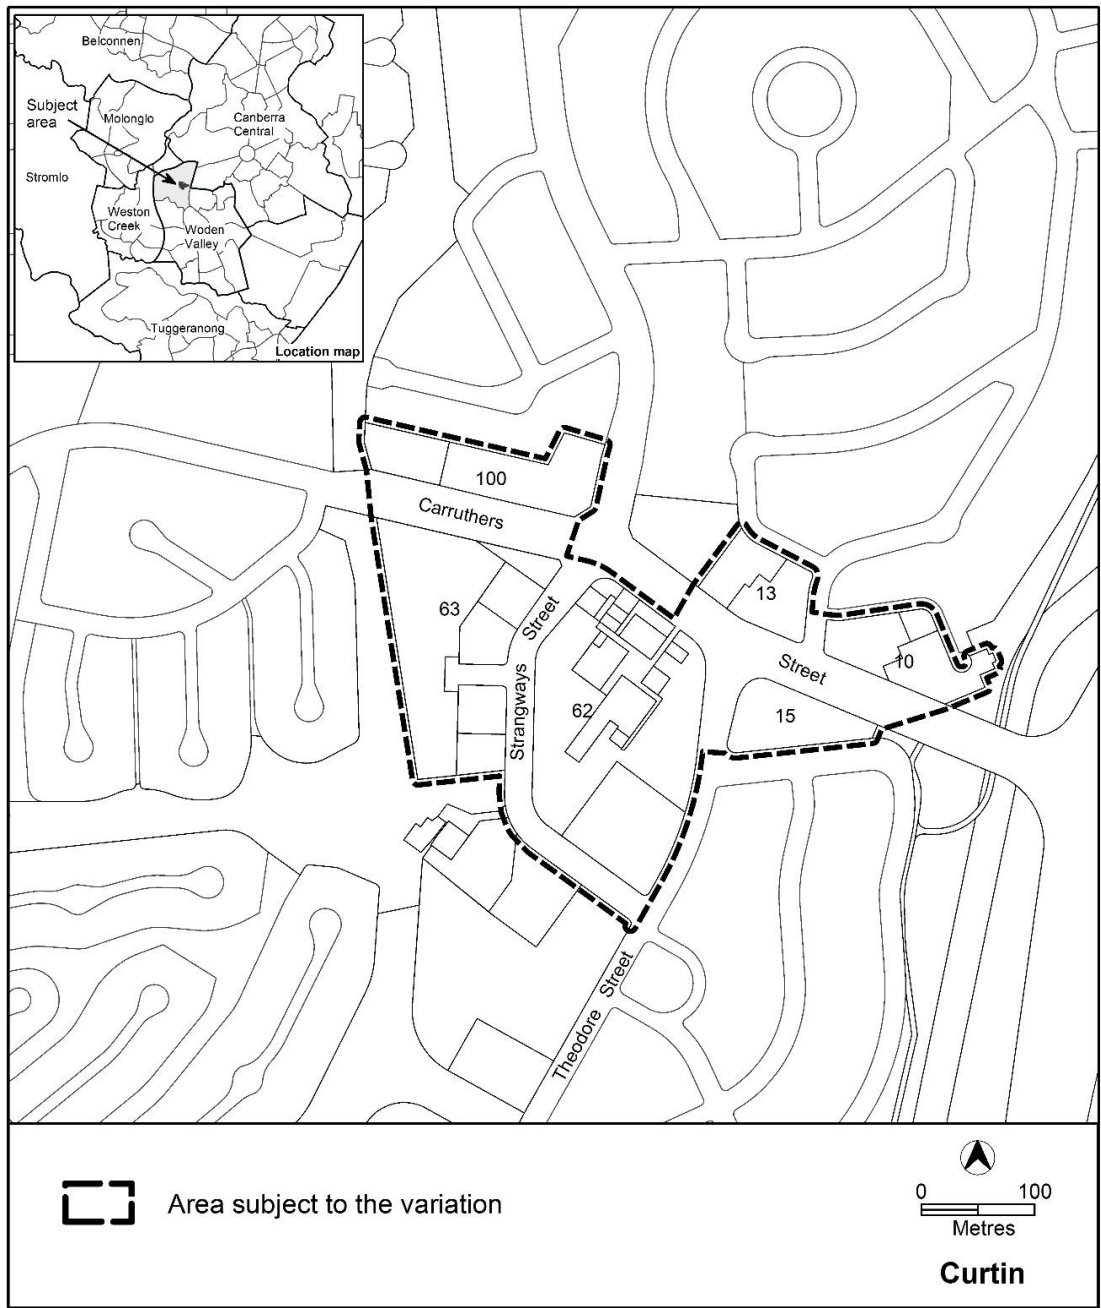 Belconnen
Subject
area
Molonglo
Canberra
Central
Stromlo
Weston
Creek
Woden
Valley
Tuggeranong
Location map
100
Carruthers
13
63
Street
Street
10
Strangways
62
15
Street
Theodore
Area subject to the variation
0 100
Metres
Curtin